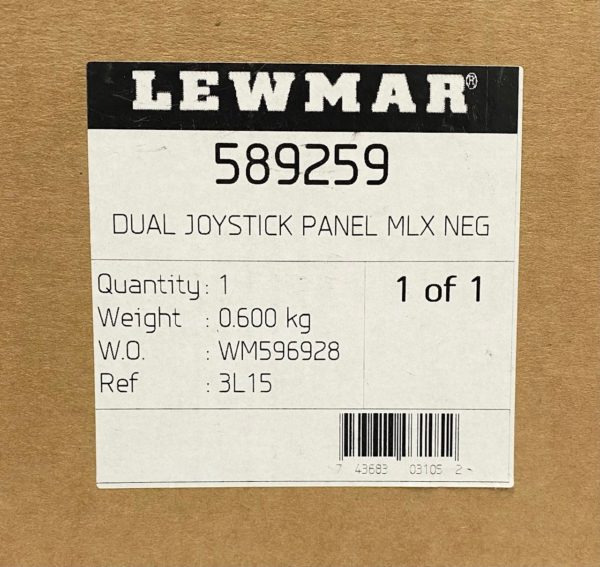 LEWMAR®
589259
DUAL JOYSTICK PANEL MLX NEG
Quantity: 1
1 of 1
Weight : 0.600 kg
W.O. : WM596928
Ref : 3L15
7 43683 03105 2